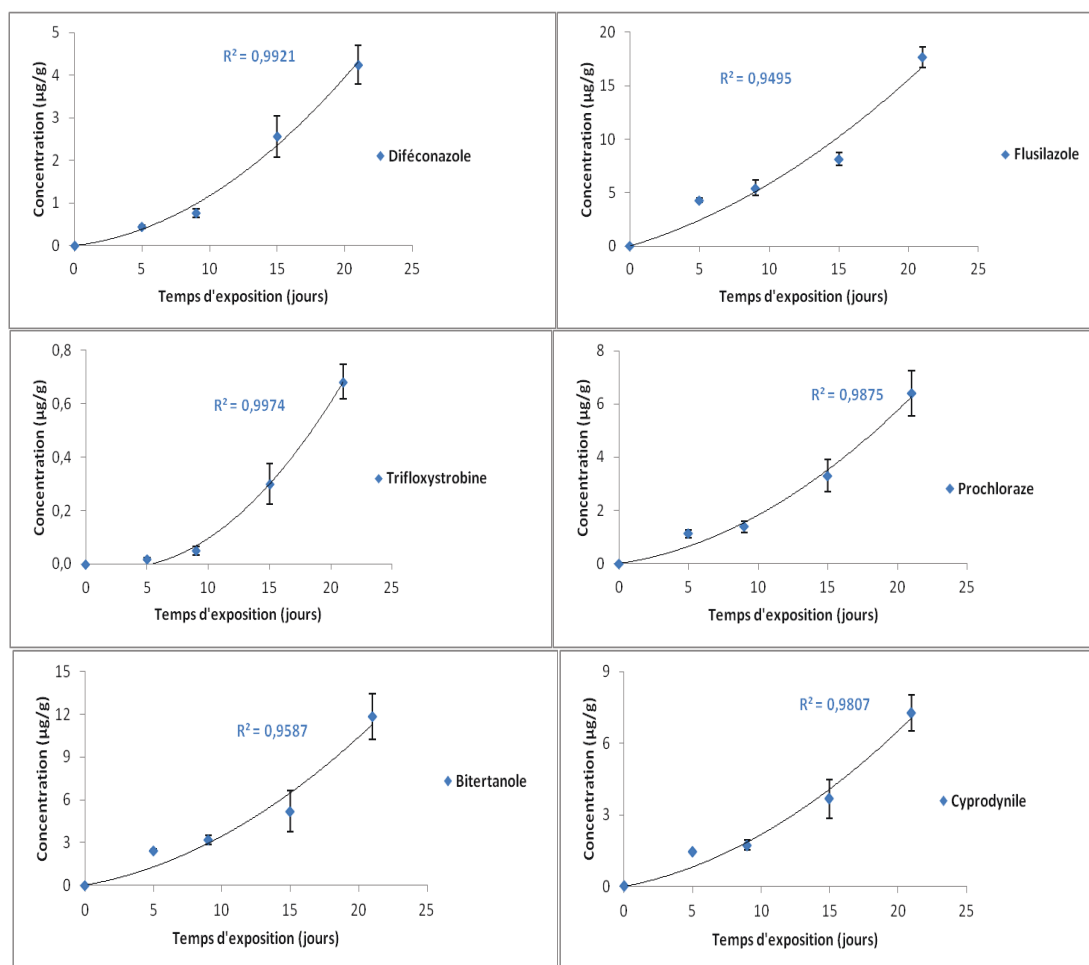 Concentration (µg/g)
5
4
3
2
1
0
R² = 0,9921
Diféconazole
0 5 10 15 20 25
Temps d'exposition (jours)
Concentration (µg/g)
20
15
10
5
0
R² = 0,9495
Flusilazole
0 5 10 15 20 25
Temps d'exposition (jours)
Concentration (µg/g)
0,8
0,6
0,4
0,2
0,0
R² = 0,9974
Trifloxystrobine
0 5 10 15 20 25
Temps d'exposition (jours)
Concentration (µg/g)
8
6
4
2
0
R² = 0,9875
Prochloraze
0 5 10 15 20 25
Temps d'exposition (jours)
Concentration (µg/g)
15
12
9
6
3
0
R² = 0,9587
Bitertanole
0 5 10 15 20 25
Temps d'exposition (jours)
Concentration (µg/g)
9
6
3
0
R² = 0,9807
Cyprodynile
0 5 10 15 20 25
Temps d'exposition (jours)